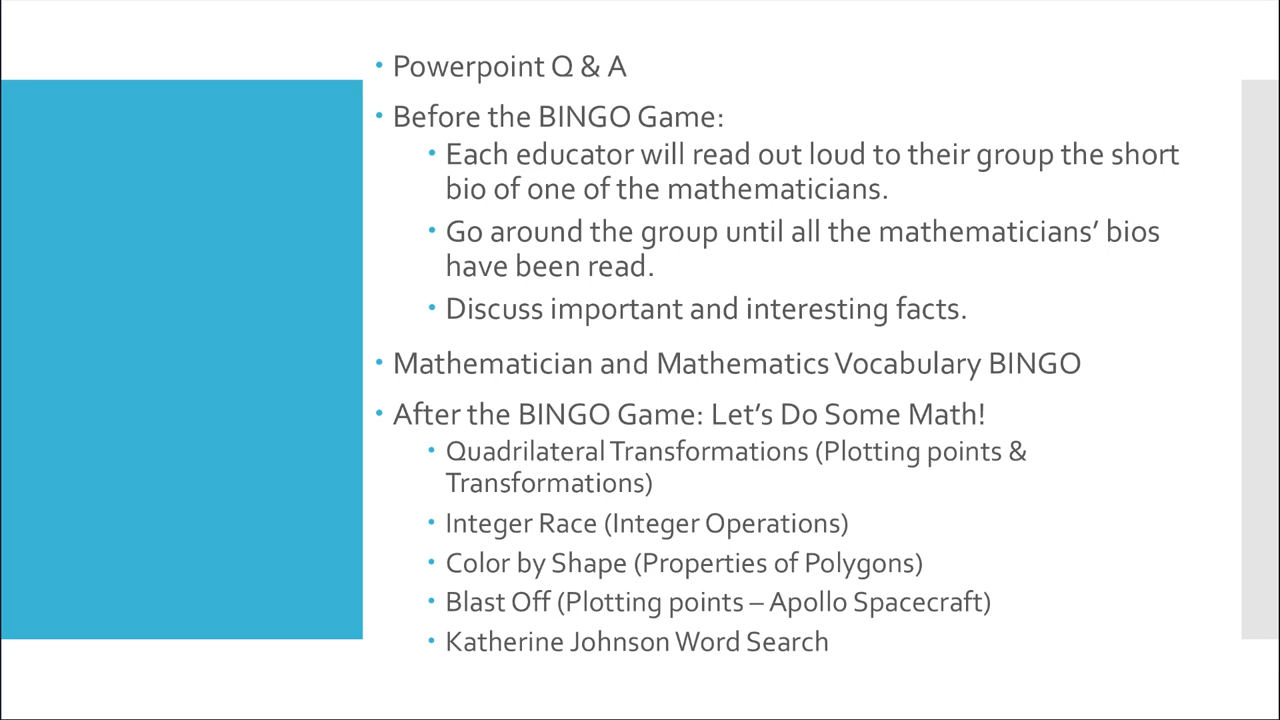 • Powerpoint Q & A
• Before the BINGO Game:
• Each educator will read out loud to their group the short
bio of one of the mathematicians.
• Go around the group until all the mathematicians’ bios
have been read.
• Discuss important and interesting facts.
• Mathematician and Mathematics Vocabulary BINGO
• After the BINGO Game: Let’s Do Some Math!
• Quadrilateral Transformations (Plotting points &
Transformations)
• Integer Race (Integer Operations)
• Color by Shape (Properties of Polygons)
• Blast Off (Plotting points – Apollo Spacecraft)
• Katherine Johnson Word Search